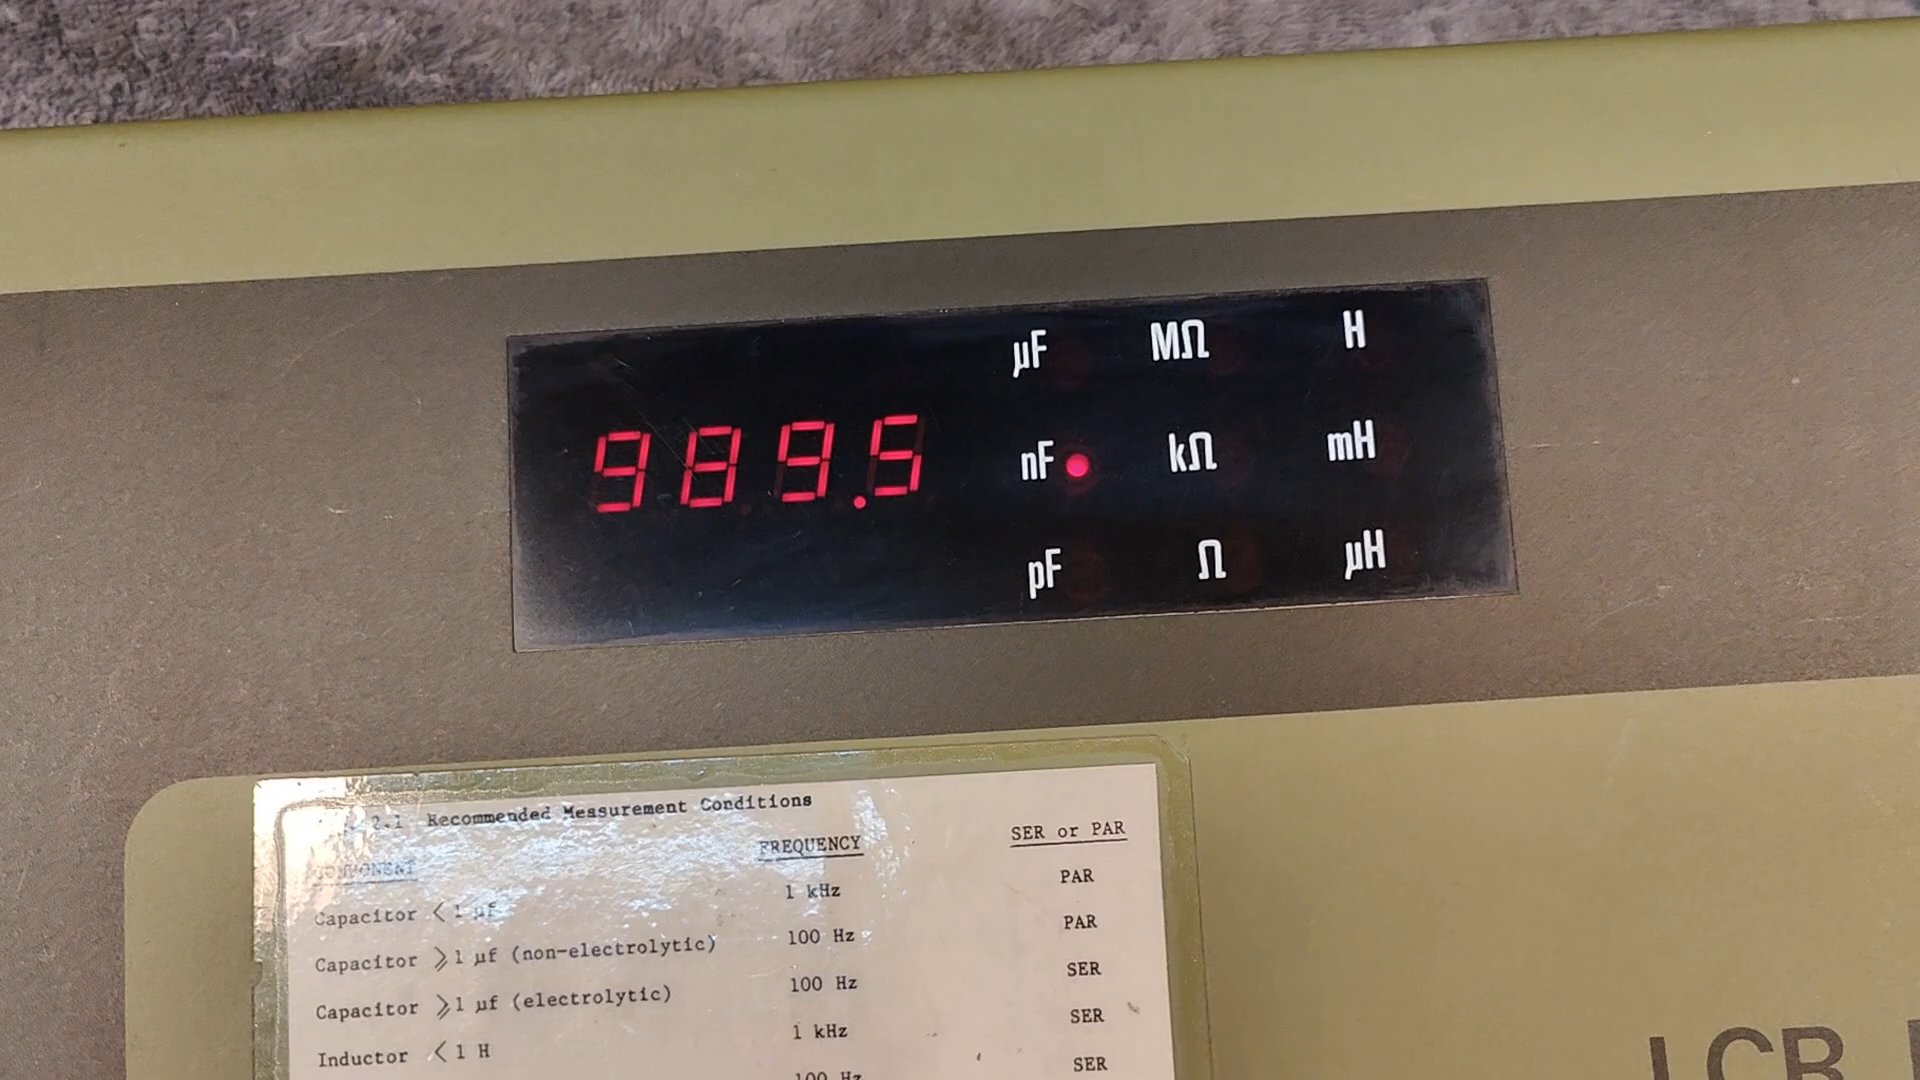 µF MΩ H
989.5 nF kΩ mH
pF Ω µH
2.1 Recommended Measurement Conditions
COMPONENT FREQUENCY SER or PAR
Capacitor < 1 µf 1 kHz PAR
Capacitor ⩾ 1 µf (non-electrolytic) 100 Hz PAR
Capacitor ⩾ 1 µf (electrolytic) 100 Hz SER
Inductor < 1 H 1 kHz SER
100 Hz SER
LCB